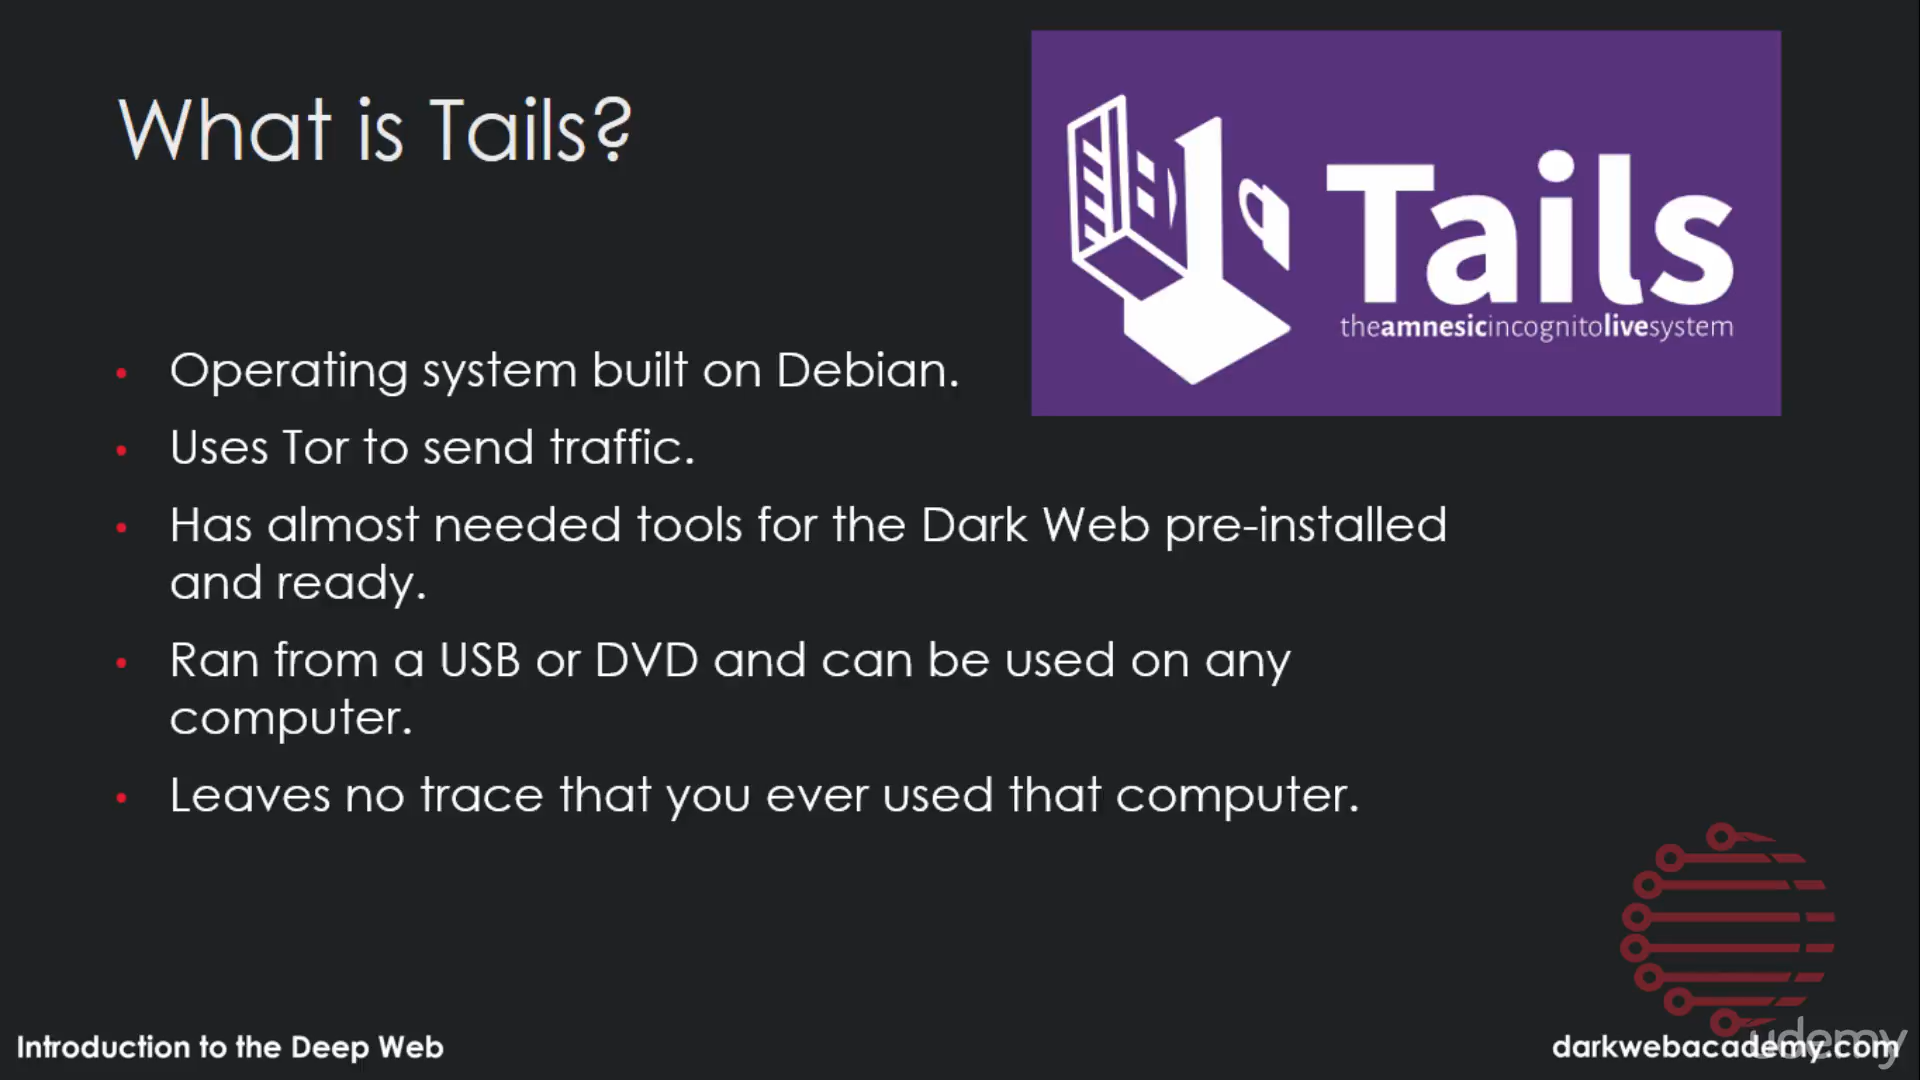 What is Tails?
Tails
theamnesicincognitolivesystem
• Operating system built on Debian.
• Uses Tor to send traffic.
• Has almost needed tools for the Dark Web pre-installed
and ready.
• Ran from a USB or DVD and can be used on any
computer.
• Leaves no trace that you ever used that computer.
Introduction to the Deep Web
darkwebacademy.com
udemy